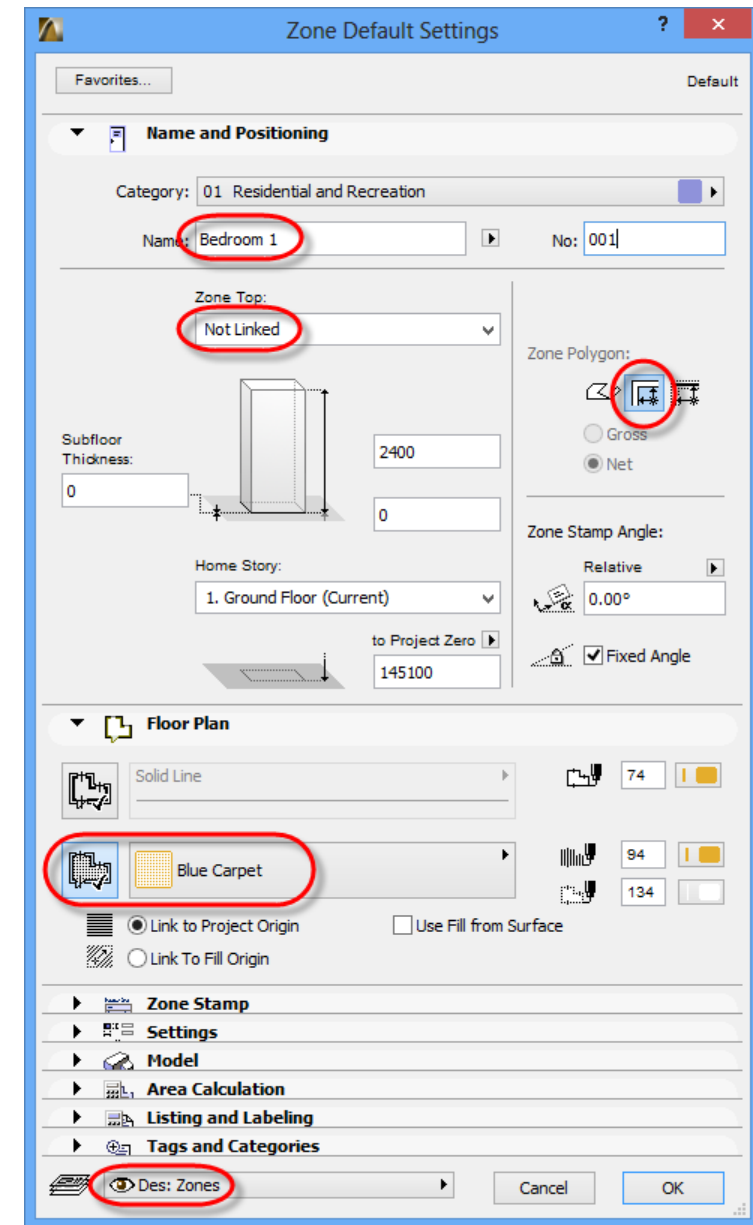 Zone Default Settings
?
Favorites...
Default
Name and Positioning
Category:
01 Residential and Recreation
Name:
Bedroom 1
No:
001
Zone Top:
Not Linked
Zone Polygon:
Gross
Net
Subfloor
Thickness:
0
2400
0
Zone Stamp Angle:
Relative
α
0.00°
Home Story:
1. Ground Floor (Current)
to Project Zero
145100
Fixed Angle
Floor Plan
Solid Line
74
Blue Carpet
94
134
Link to Project Origin
Use Fill from Surface
Link To Fill Origin
Zone Stamp
Settings
Model
Area Calculation
Listing and Labeling
Tags and Categories
Des: Zones
Cancel
OK